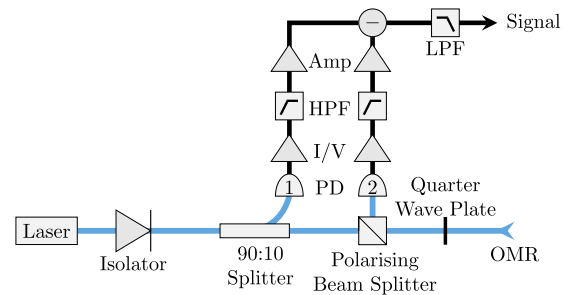 Signal
LPF
Amp
HPF
I/V
1 PD 2
Quarter
Wave Plate
Laser
Isolator
90:10
Splitter
Polarising
Beam Splitter
OMR